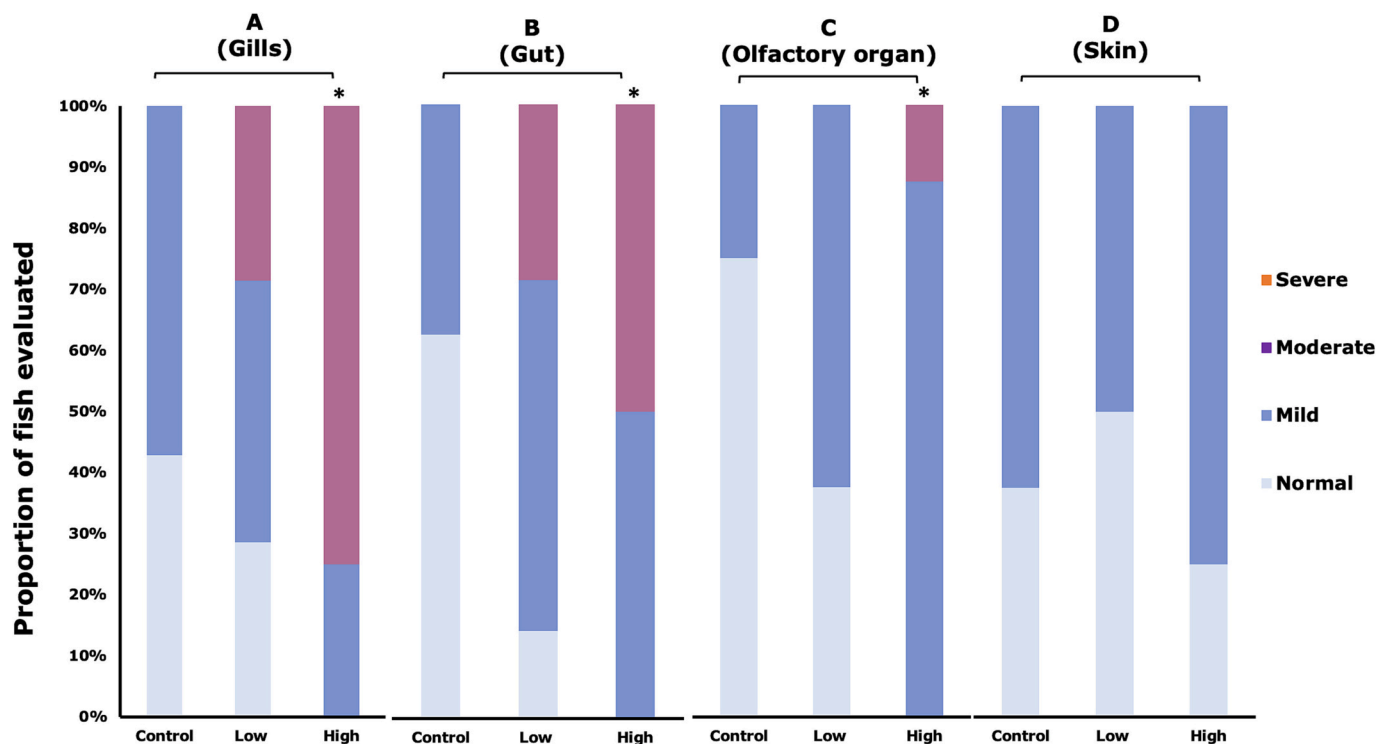 A
(Gills)
B
(Gut)
C
(Olfactory organ)
D
(Skin)
*
*
*
Proportion of fish evaluated
100%
90%
80%
70%
60%
50%
40%
30%
20%
10%
0%
Severe
Moderate
Mild
Normal
Control Low High
Control Low High
Control Low High
Control Low High